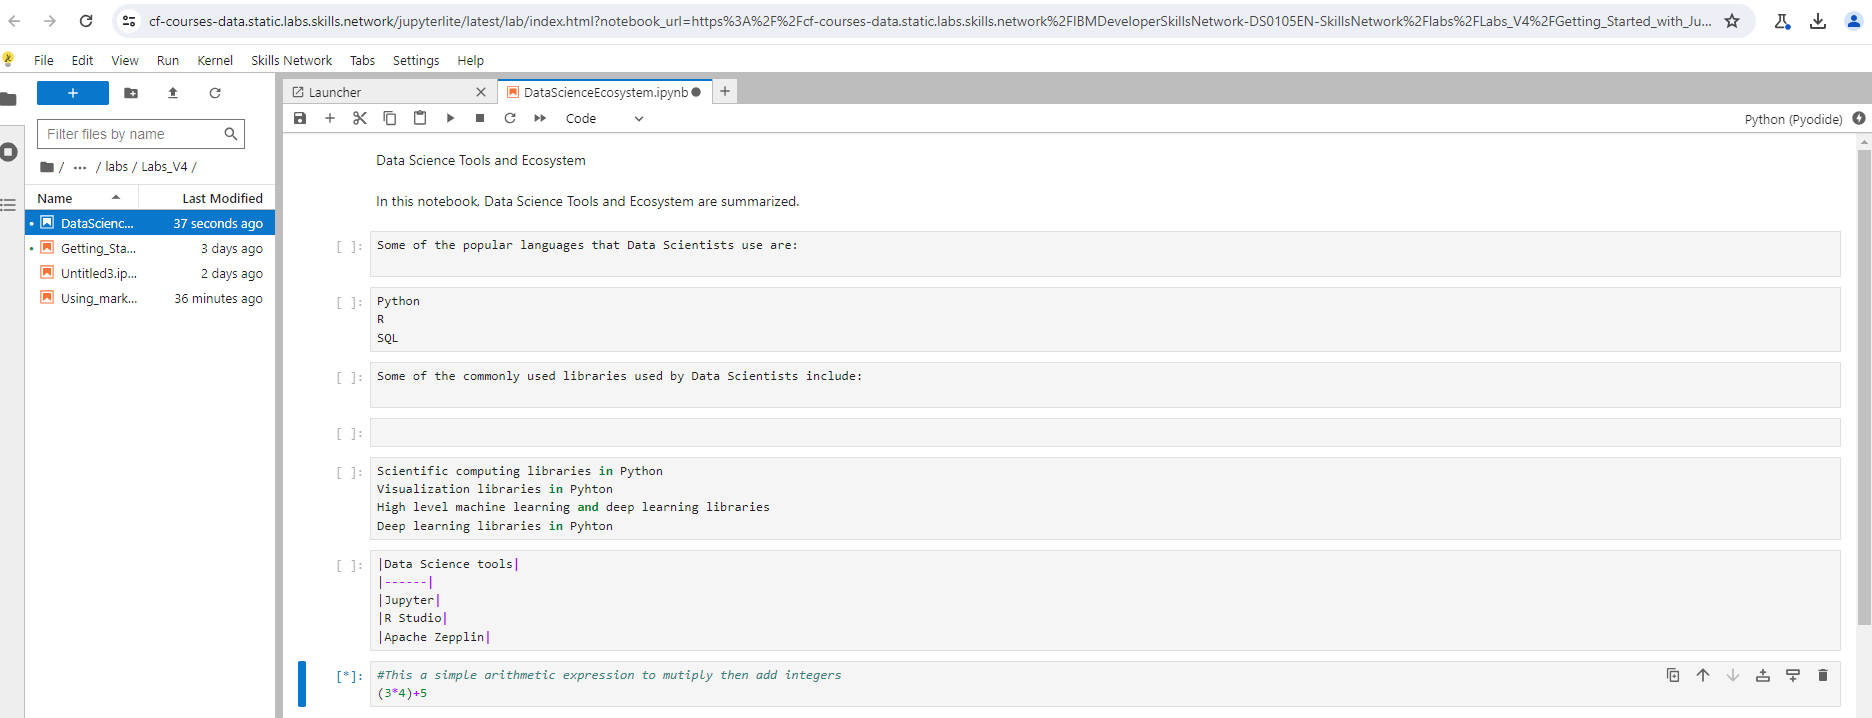 cf-courses-data.static.labs.skills.network/jupyterlite/latest/lab/index.html?notebook_url=https%3A%2F%2Fcf-courses-data.static.labs.skills.network%2FIBMDeveloperSkillsNetwork-DS0105EN-SkillsNetwork%2Flabs%2FLabs_V4%2FGetting_Started_with_Ju...
File Edit View Run Kernel Skills Network Tabs Settings Help
Launcher
DataScienceEcosystem.ipynb
Filter files by name
Code
Python (Pyodide)
/ ... / labs / Labs_V4 /
Name Last Modified
DataScienc... 37 seconds ago
Getting_Sta... 3 days ago
Untitled3.ip... 2 days ago
Using_mark... 36 minutes ago
Data Science Tools and Ecosystem
In this notebook, Data Science Tools and Ecosystem are summarized.
[ ]: Some of the popular languages that Data Scientists use are:
[ ]: Python
R
SQL
[ ]: Some of the commonly used libraries used by Data Scientists include:
[ ]:
[ ]: Scientific computing libraries in Python
Visualization libraries in Pyhton
High level machine learning and deep learning libraries
Deep learning libraries in Pyhton
[ ]: |Data Science tools|
|------|
|Jupyter|
|R Studio|
|Apache Zepplin|
[*]: #This a simple arithmetic expression to mutiply then add integers
(3*4)+5